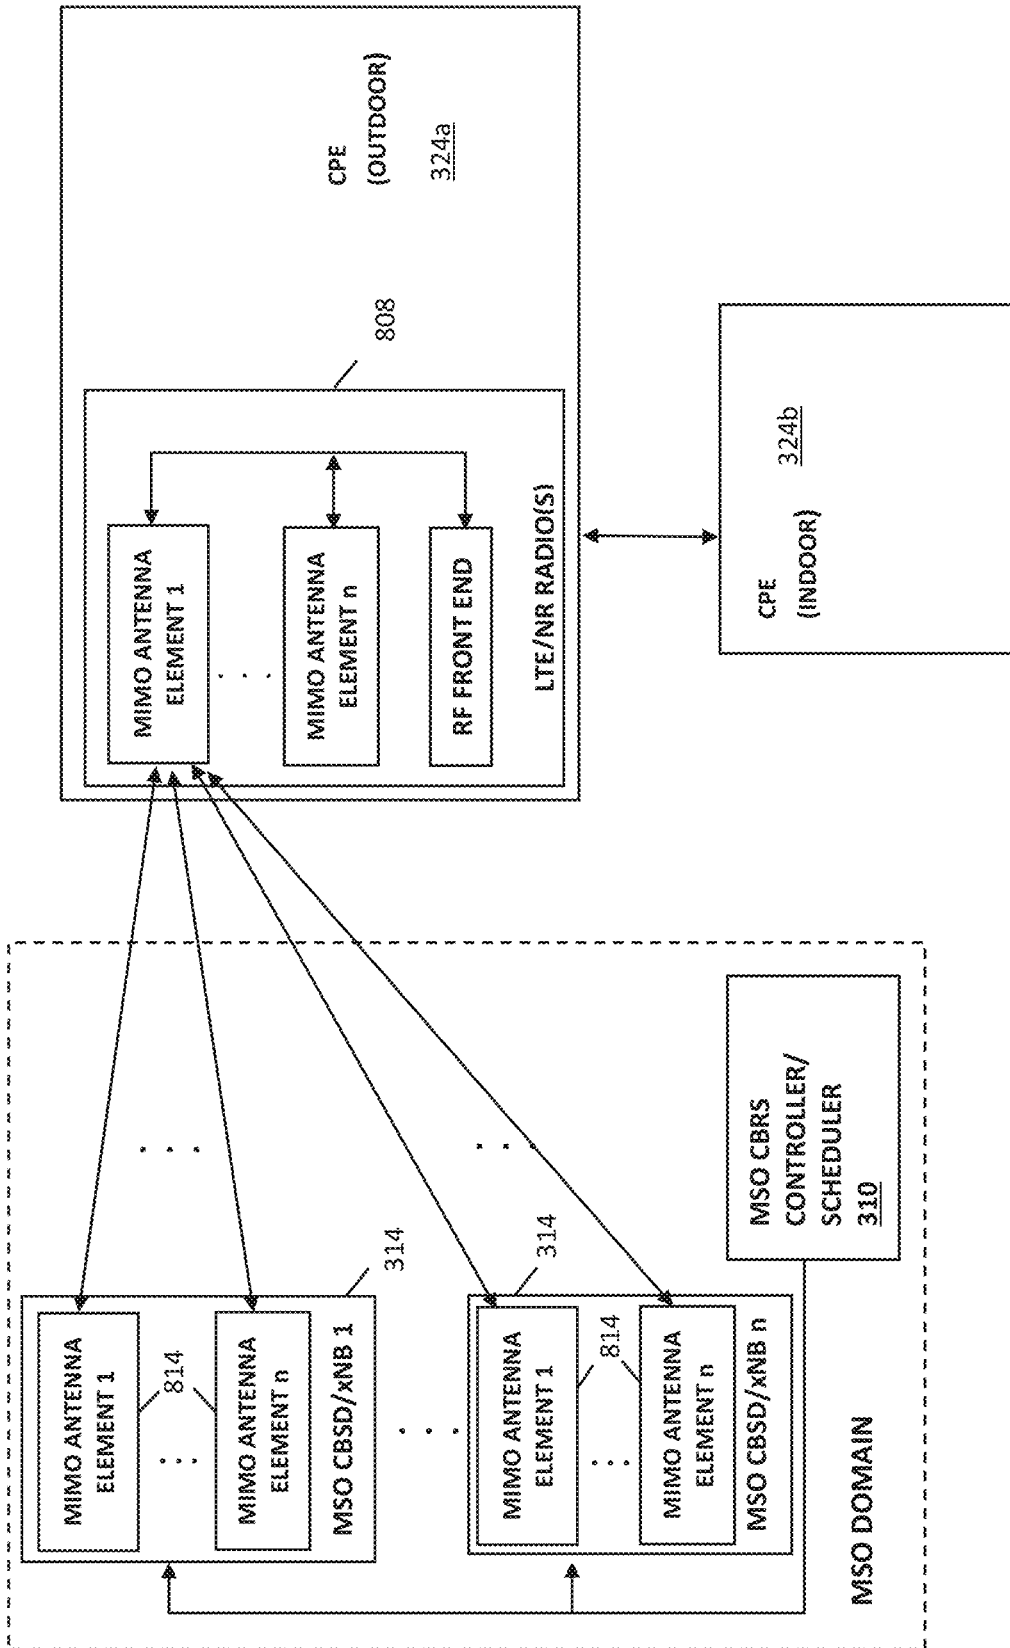 MIMO ANTENNA
ELEMENT 1
814
MIMO ANTENNA
ELEMENT n
MSO CBSD/xNB 1
314
MIMO ANTENNA
ELEMENT 1
814
MIMO ANTENNA
ELEMENT n
MSO CBSD/xNB n
314
MSO CBRS
CONTROLLER/
SCHEDULER
310
MSO DOMAIN
MIMO ANTENNA
ELEMENT 1
MIMO ANTENNA
ELEMENT n
RF FRONT END
LTE/NR RADIO(S)
808
CPE
(OUTDOOR)
324a
CPE
(INDOOR)
324b